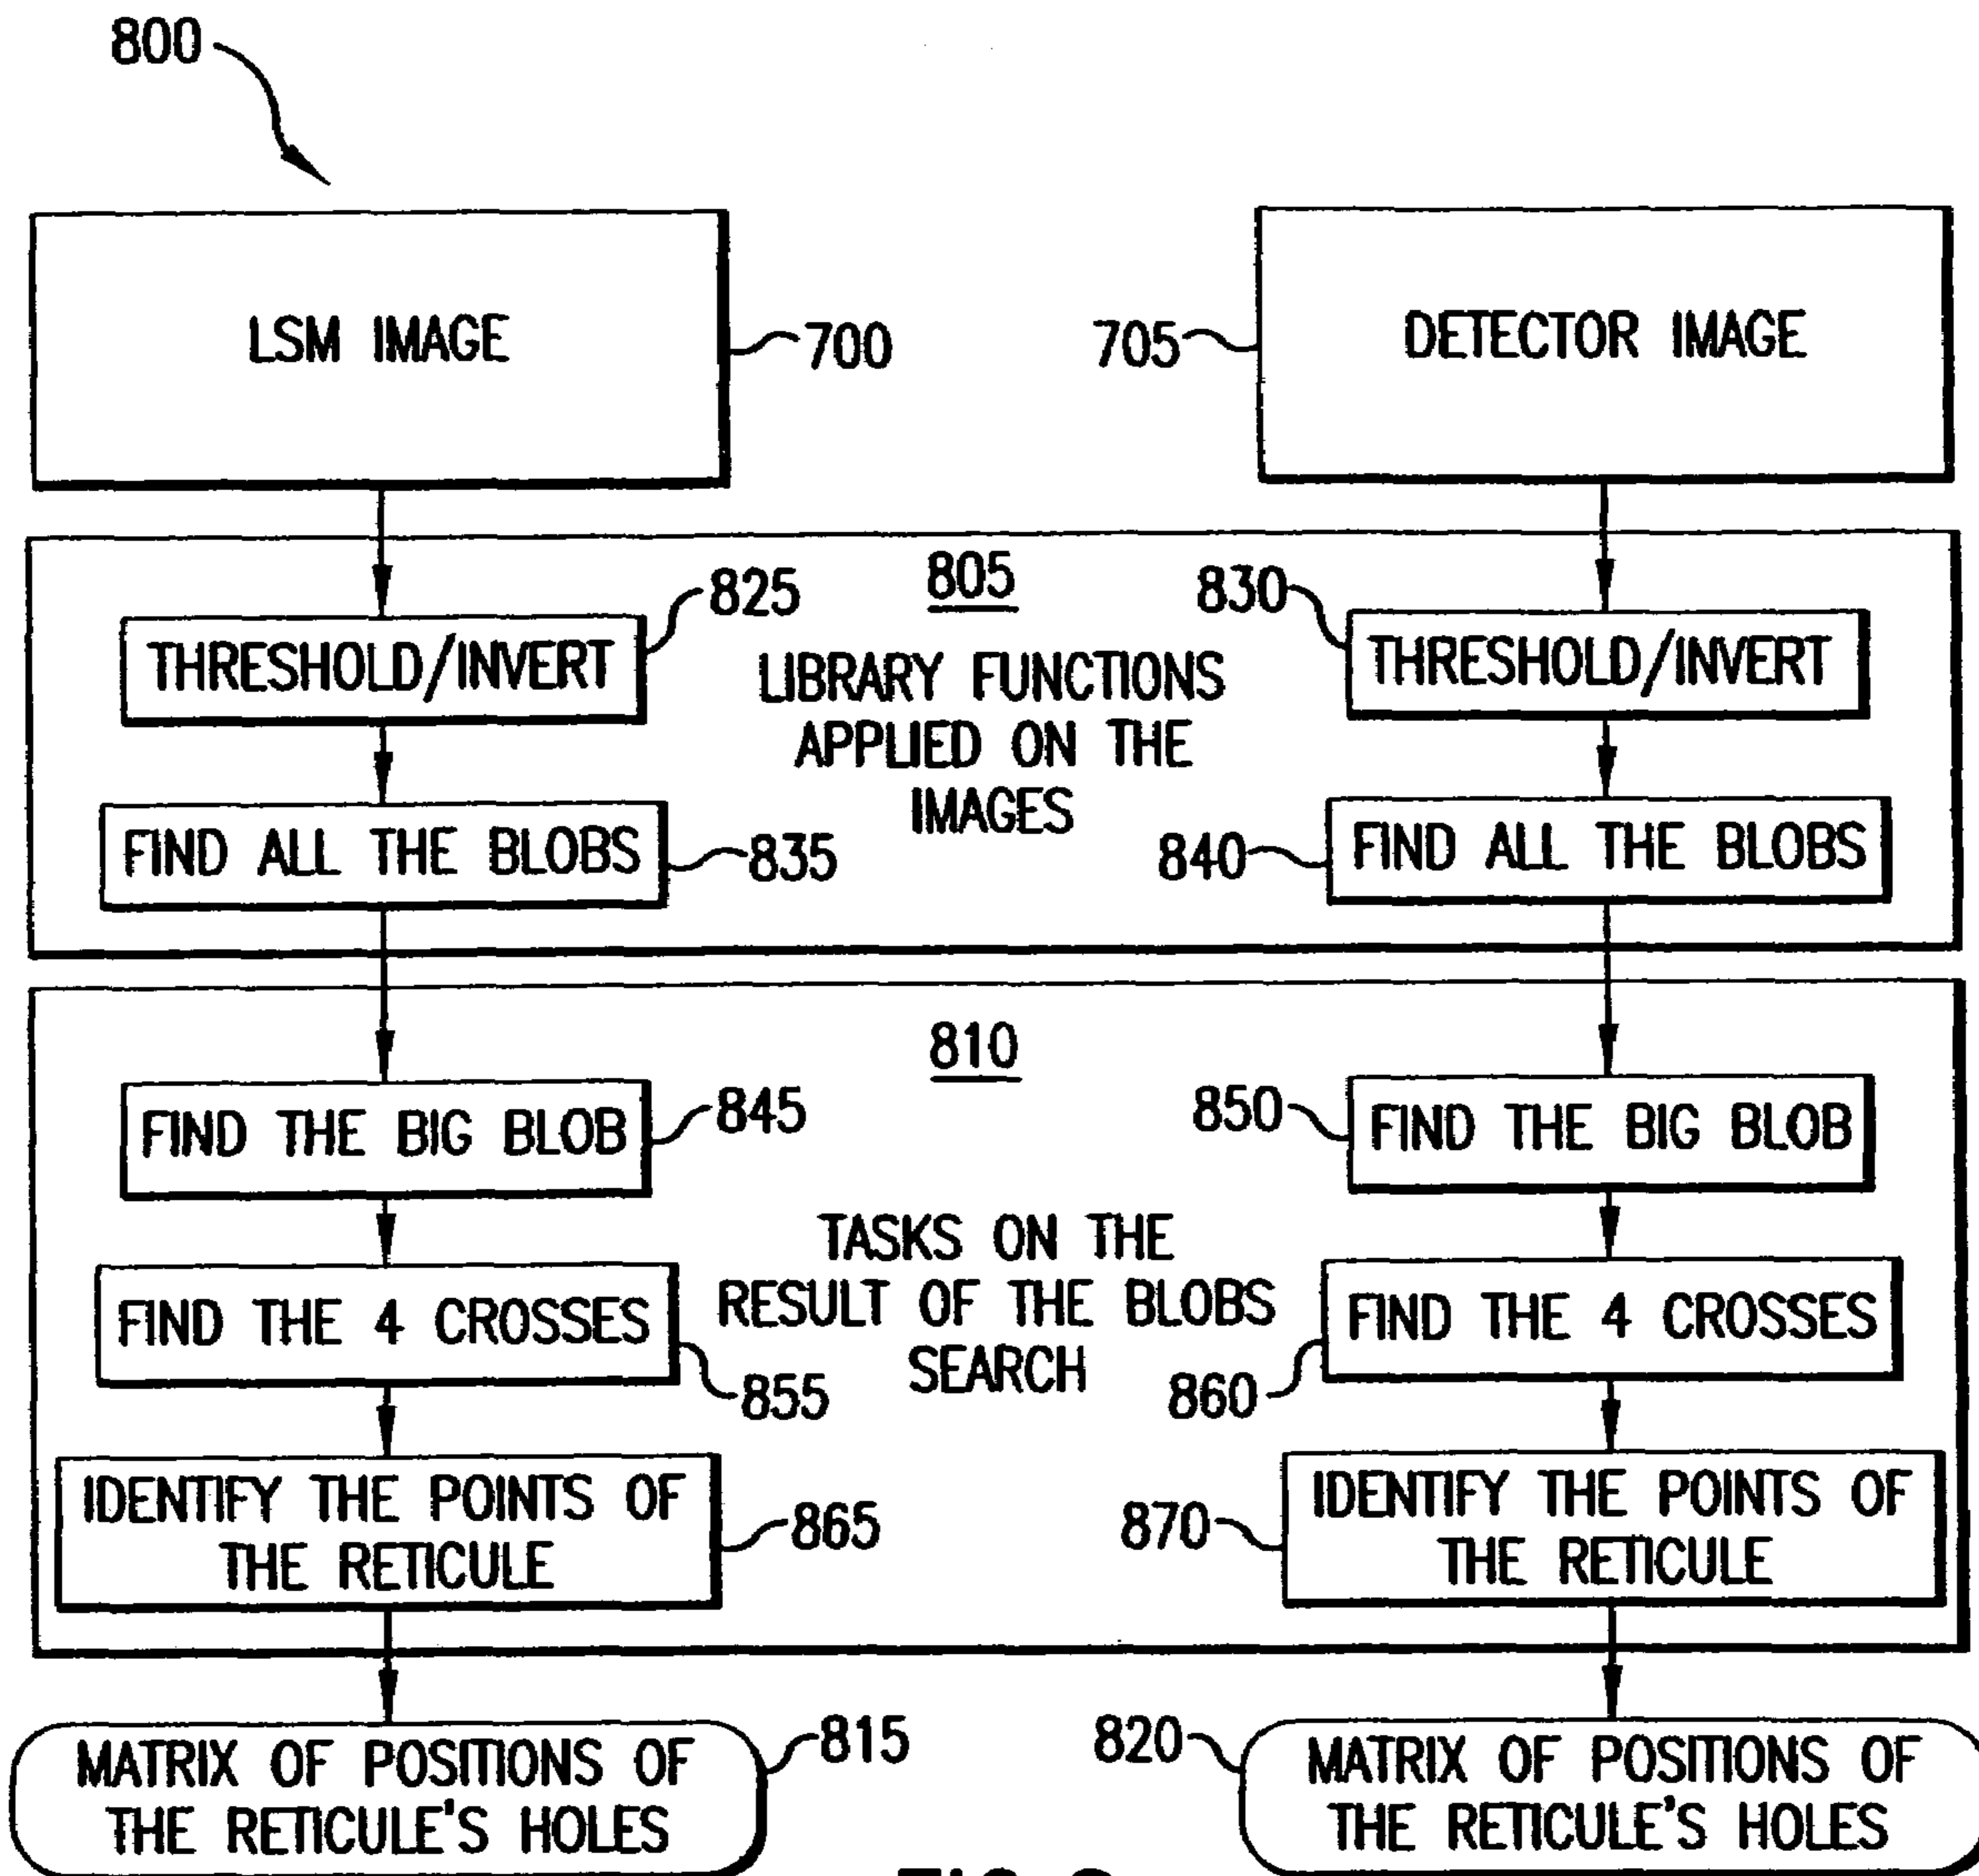 800
LSM IMAGE
700
705
DETECTOR IMAGE
805
LIBRARY FUNCTIONS
APPLIED ON THE
IMAGES
THRESHOLD/INVERT
825
830
THRESHOLD/INVERT
FIND ALL THE BLOBS
835
840
FIND ALL THE BLOBS
810
TASKS ON THE
RESULT OF THE BLOBS
SEARCH
FIND THE BIG BLOB
845
850
FIND THE BIG BLOB
FIND THE 4 CROSSES
855
860
FIND THE 4 CROSSES
IDENTIFY THE POINTS OF
THE RETICULE
865
870
IDENTIFY THE POINTS OF
THE RETICULE
MATRIX OF POSITIONS OF
THE RETICULE'S HOLES
815
820
MATRIX OF POSITIONS OF
THE RETICULE'S HOLES